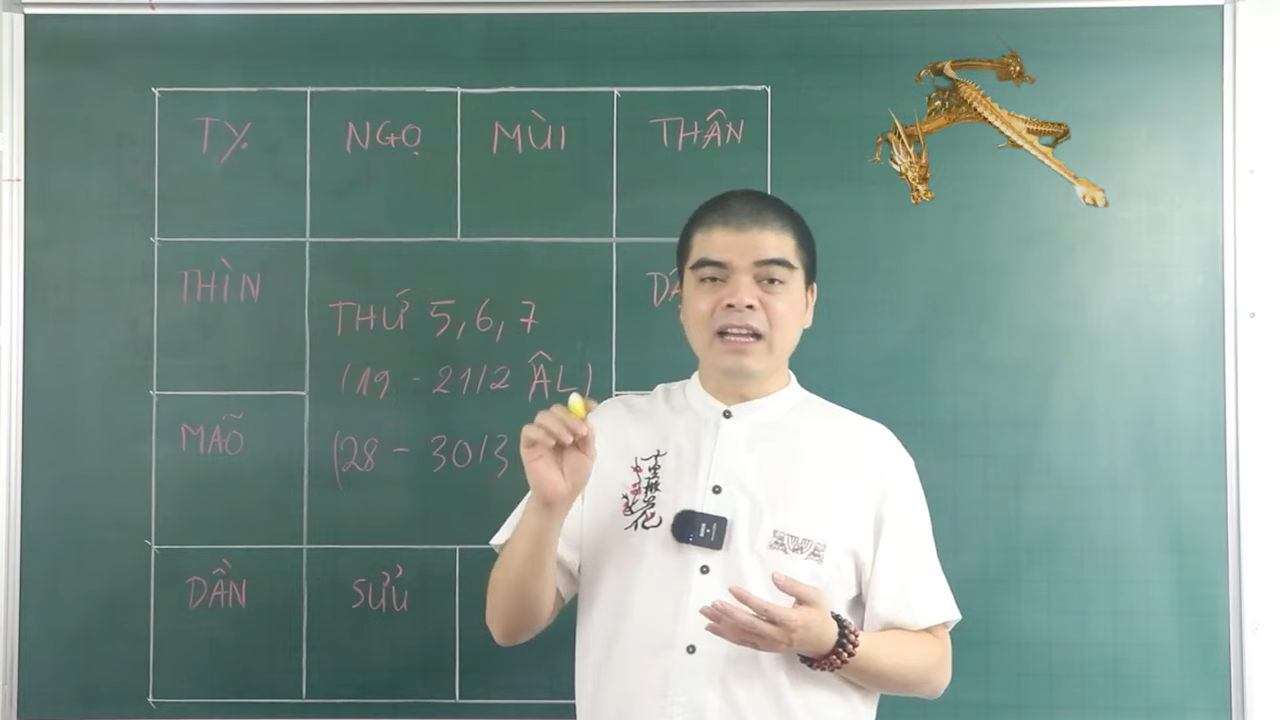 TỴ NGỌ MÙI THÂN
THÌN
THỨ 5, 6, 7
(19 - 21/2 ÂL)
MÃO
(28 - 30/3
DẦN SỬU